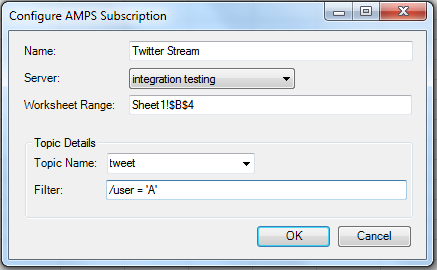 Configure AMPS Subscription
Name: Twitter Stream
Server: integration testing
Worksheet Range: Sheet1!$B$4
Topic Details
Topic Name: tweet
Filter: /user = 'A'
OK Cancel